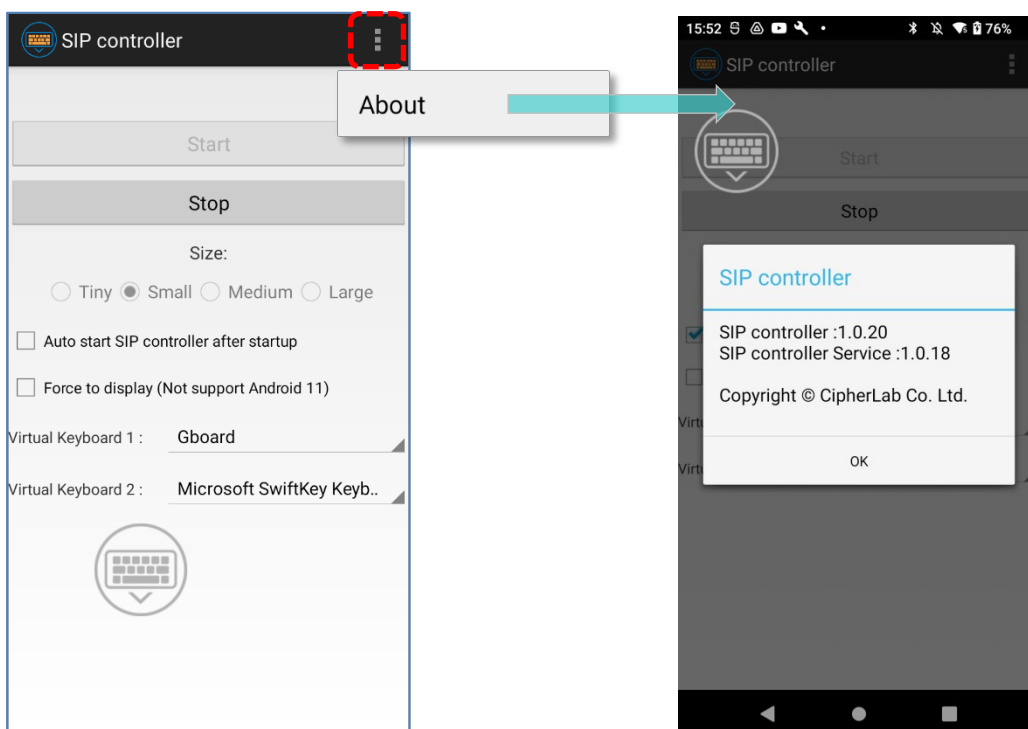 SIP controller
About
Start
Stop
Size:
Tiny Small Medium Large
Auto start SIP controller after startup
Force to display (Not support Android 11)
Virtual Keyboard 1 : Gboard
Virtual Keyboard 2 : Microsoft SwiftKey Keyb..
15:52 76%
SIP controller
Start
Stop
SIP controller
SIP controller :1.0.20
SIP controller Service :1.0.18
Copyright © CipherLab Co. Ltd.
Virtu
Virtu
OK